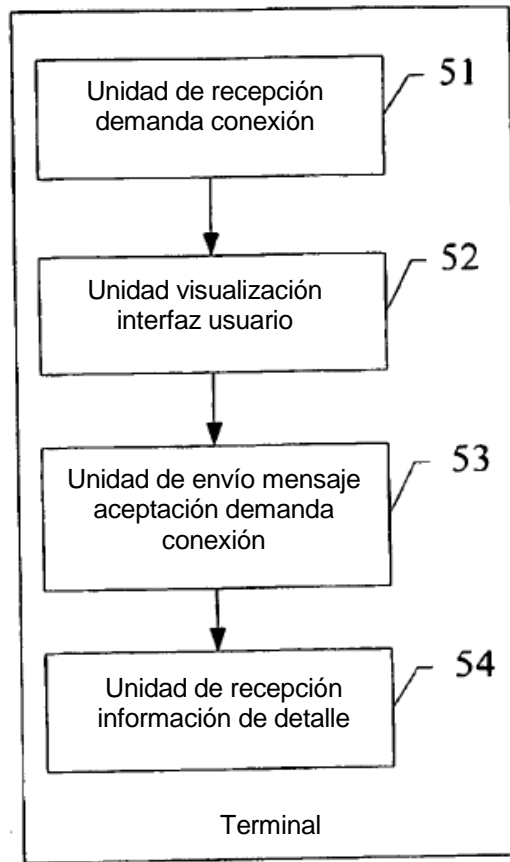 Unidad de recepción
demanda conexión
51
Unidad visualización
interfaz usuario
52
Unidad de envío mensaje
aceptación demanda
conexión
53
Unidad de recepción
información de detalle
54
Terminal